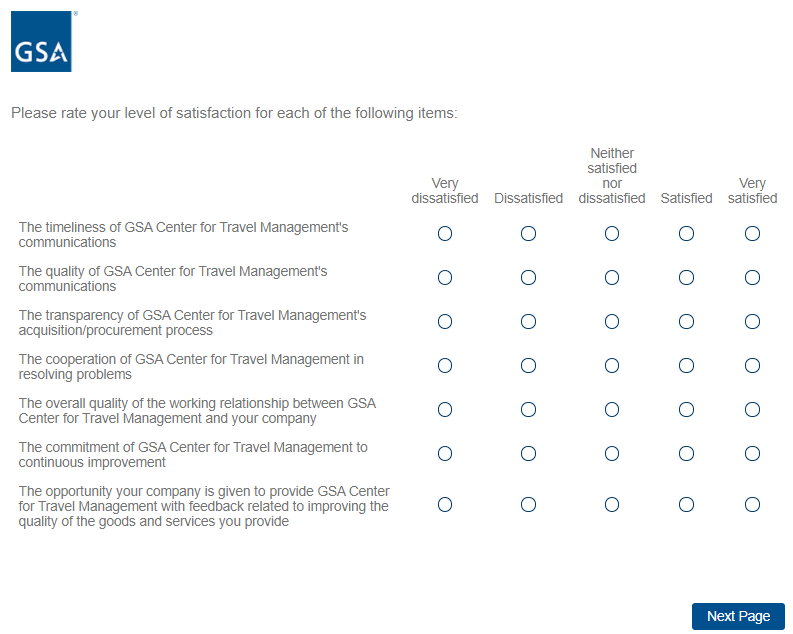 GSA
Please rate your level of satisfaction for each of the following items:
Neither
satisfied
Very nor Very
dissatisfied Dissatisfied dissatisfied Satisfied satisfied
The timeliness of GSA Center for Travel Management's
communications
The quality of GSA Center for Travel Management's
communications
The transparency of GSA Center for Travel Management's
acquisition/procurement process
The cooperation of GSA Center for Travel Management in
resolving problems
The overall quality of the working relationship between GSA
Center for Travel Management and your company
The commitment of GSA Center for Travel Management to
continuous improvement
The opportunity your company is given to provide GSA Center
for Travel Management with feedback related to improving the
quality of the goods and services you provide
Next Page